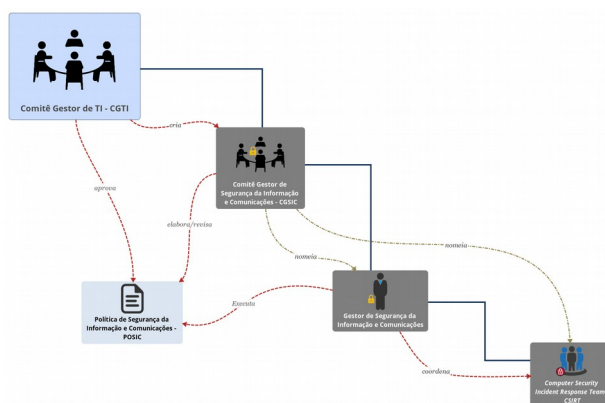 Comitê Gestor de TI - CGTI
cria
Comitê Gestor de
Segurança da Informação
e Comunicações - CGSIC
aprova
elabora/revisa
nomeia
nomeia
Política de Segurança da
Informação e Comunicações -
POSIC
Executa
Gestor de Segurança da
Informação e Comunicações
coordena
Computer Security
Incident Response Team
CSIRT